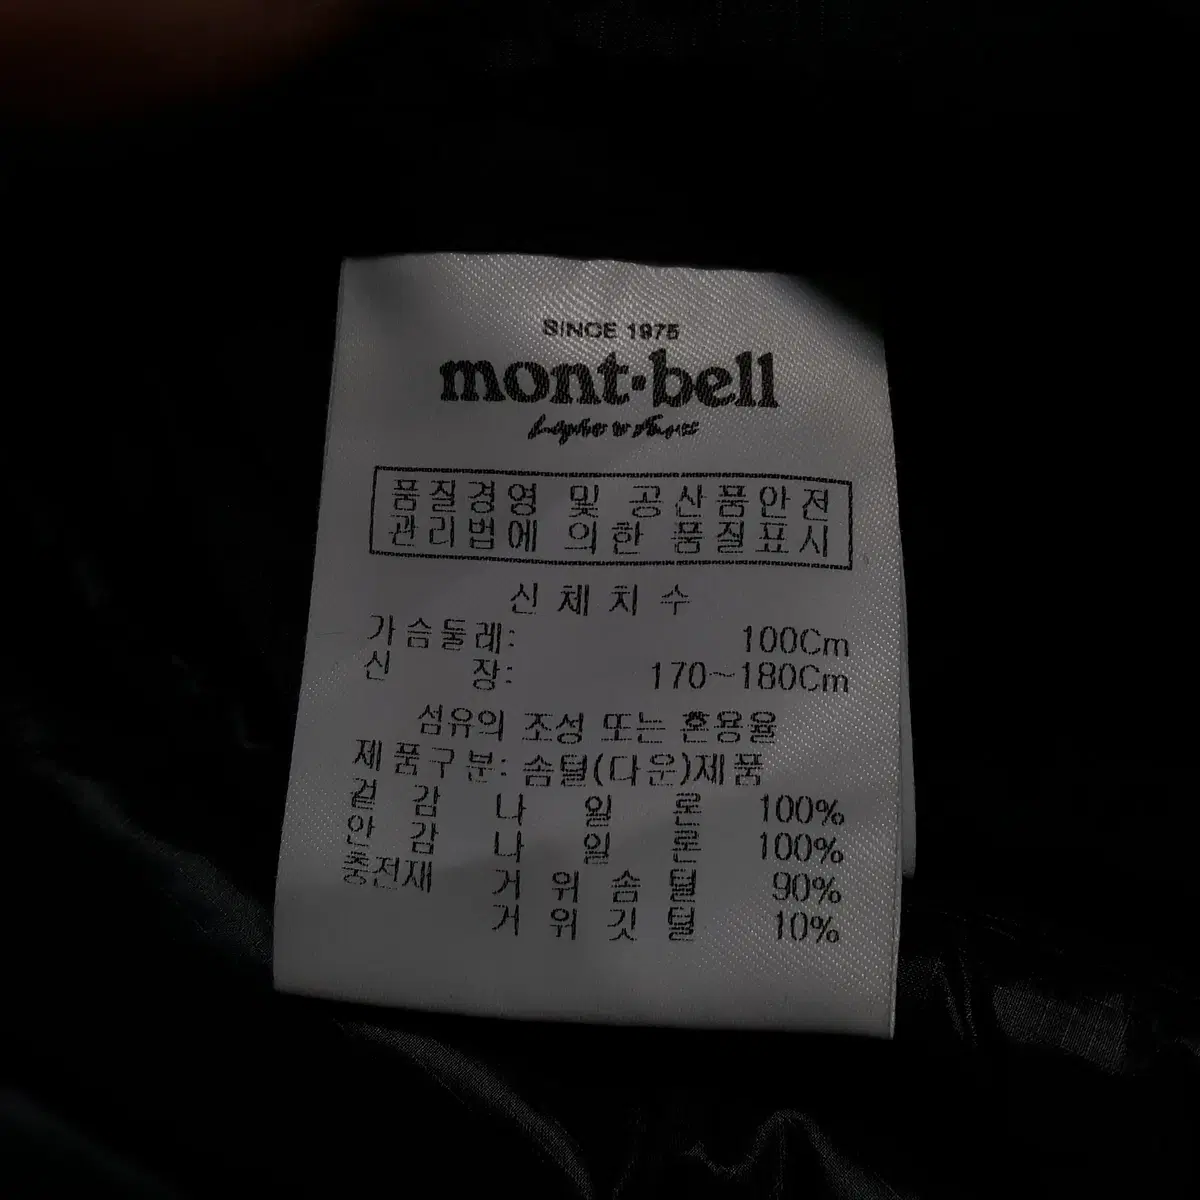 SINCE 1975
mont·bell
품질경영 및 공산품안전
관리법에 의한 품질표시
신체치수
가슴둘레: 100Cm
신장: 170~180Cm
섬유의 조성 또는 혼용율
제품구분: 솜털(다운)제품
겉감 나일론 100%
안감 나일론 100%
충전재 거위솜털 90%
거위깃털 10%